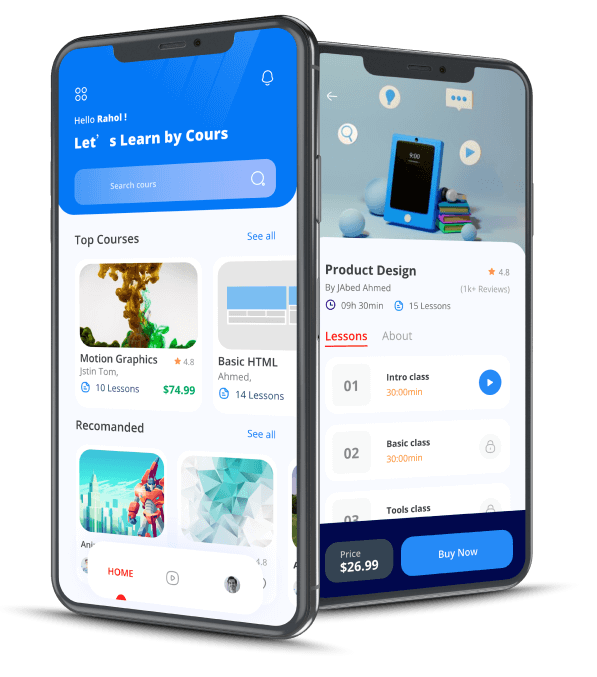 Hello Rahol !
Let's Learn by Cours
Search cours
Top Courses
See all
Motion Graphics
4.8
Jstin Tom,
10 Lessons
$74.99
Basic HTML
Ahmed,
14 Lessons
Recomanded
See all
Ani
4.8
A
HOME
9:00
Product Design
4.8
By JAbed Ahmed
(1k+ Reviews)
09h 30min
15 Lessons
Lessons
About
01
Intro class
30:00min
02
Basic class
30:00min
03
Tools class
Price
$26.99
Buy Now